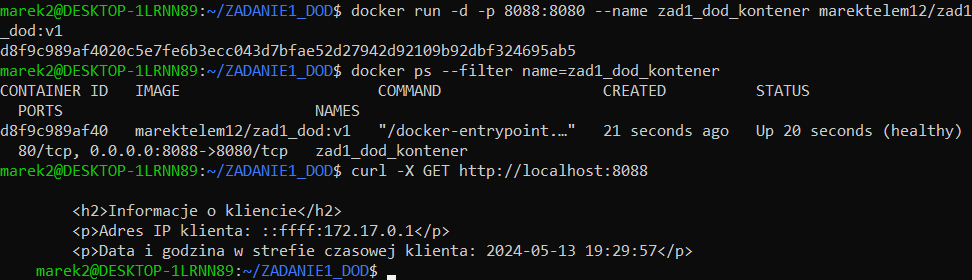 marek2@DESKTOP-1LRNN89:~/ZADANIE1_DOD$ docker run -d -p 8088:8080 --name zad1_dod_kontener marektelem12/zad1
_dod:v1
d8f9c989af4020c5e7fe6b3ecc043d7bfae52d27942d92109b92dbf324695ab5
marek2@DESKTOP-1LRNN89:~/ZADANIE1_DOD$ docker ps --filter name=zad1_dod_kontener
CONTAINER ID   IMAGE                      COMMAND                  CREATED          STATUS
  PORTS                            NAMES
d8f9c989af40   marektelem12/zad1_dod:v1   "/docker-entrypoint.…"   21 seconds ago   Up 20 seconds (healthy)
  80/tcp, 0.0.0.0:8088->8080/tcp   zad1_dod_kontener
marek2@DESKTOP-1LRNN89:~/ZADANIE1_DOD$ curl -X GET http://localhost:8088
        <h2>Informacje o kliencie</h2>
        <p>Adres IP klienta: ::ffff:172.17.0.1</p>
        <p>Data i godzina w strefie czasowej klienta: 2024-05-13 19:29:57</p>
    marek2@DESKTOP-1LRNN89:~/ZADANIE1_DOD$